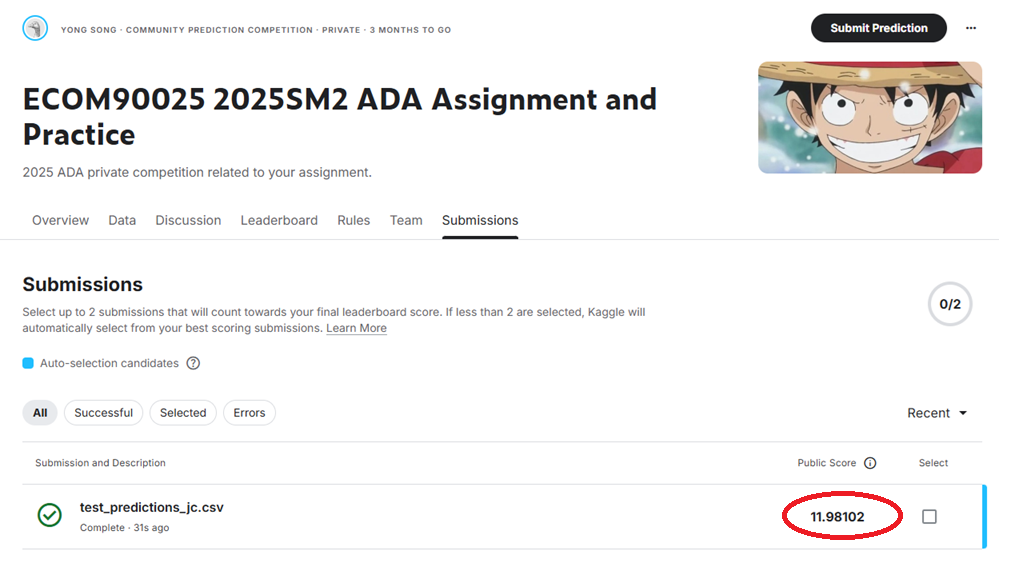 YONG SONG · COMMUNITY PREDICTION COMPETITION · PRIVATE · 3 MONTHS TO GO
Submit Prediction
...
ECOM90025 2025SM2 ADA Assignment and
Practice
2025 ADA private competition related to your assignment.
Overview Data Discussion Leaderboard Rules Team Submissions
Submissions
0/2
Select up to 2 submissions that will count towards your final leaderboard score. If less than 2 are selected, Kaggle will
automatically select from your best scoring submissions. Learn More
Auto-selection candidates ?
All Successful Selected Errors
Recent
Submission and Description Public Score Select
test_predictions_jc.csv
Complete · 31s ago
11.98102